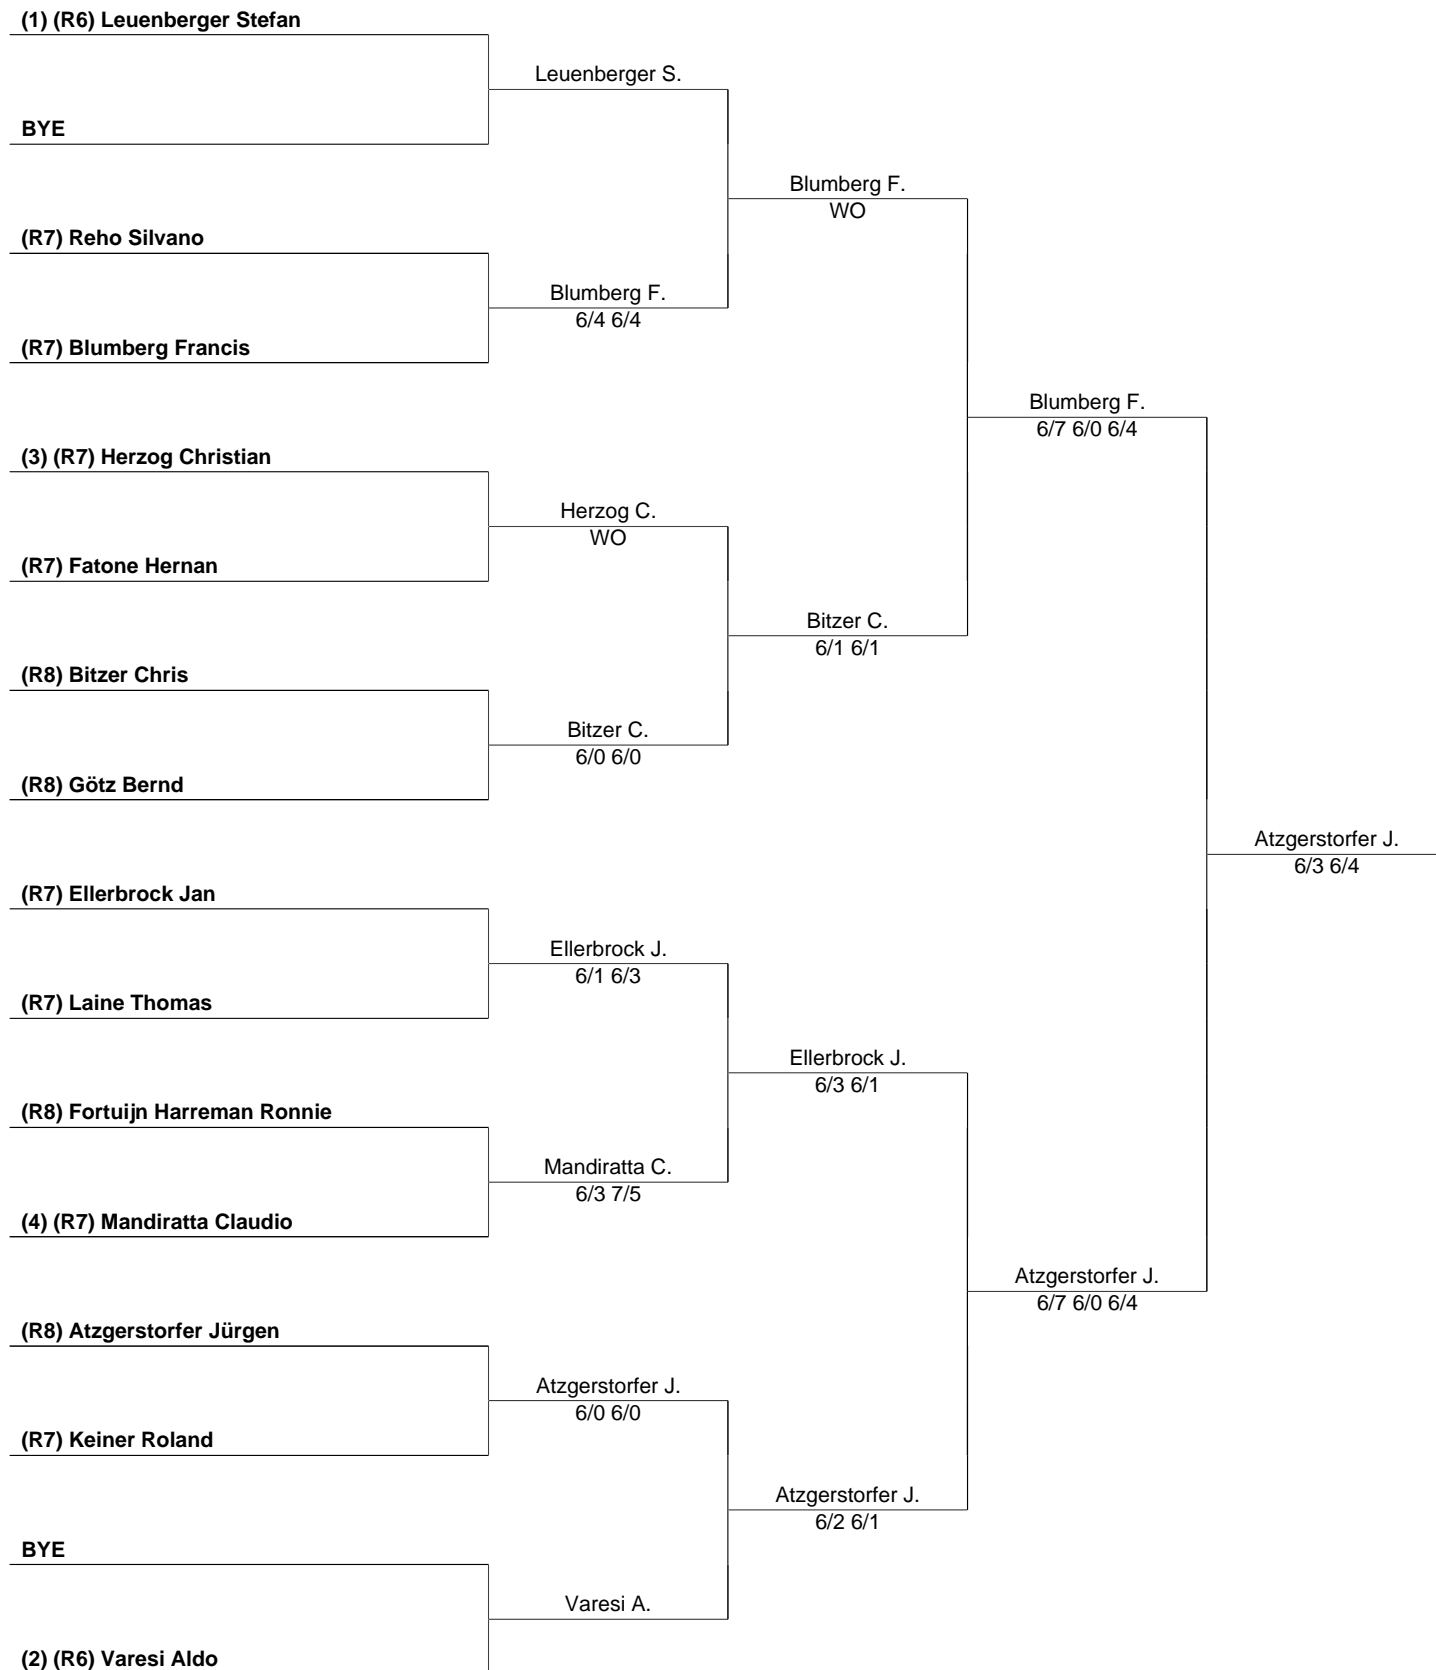 (1) (R6) Leuenberger Stefan
Leuenberger S.
BYE
Blumberg F.
WO
(R7) Reho Silvano
Blumberg F.
6/4 6/4
(R7) Blumberg Francis
Blumberg F.
6/7 6/0 6/4
(3) (R7) Herzog Christian
Herzog C.
WO
(R7) Fatone Hernan
Bitzer C.
6/1 6/1
(R8) Bitzer Chris
Bitzer C.
6/0 6/0
(R8) Götz Bernd
Atzgerstorfer J.
6/3 6/4
(R7) Ellerbrock Jan
Ellerbrock J.
6/1 6/3
(R7) Laine Thomas
Ellerbrock J.
6/3 6/1
(R8) Fortuijn Harreman Ronnie
Mandiratta C.
6/3 7/5
(4) (R7) Mandiratta Claudio
Atzgerstorfer J.
6/7 6/0 6/4
(R8) Atzgerstorfer Jürgen
Atzgerstorfer J.
6/0 6/0
(R7) Keiner Roland
Atzgerstorfer J.
6/2 6/1
BYE
Varesi A.
(2) (R6) Varesi Aldo